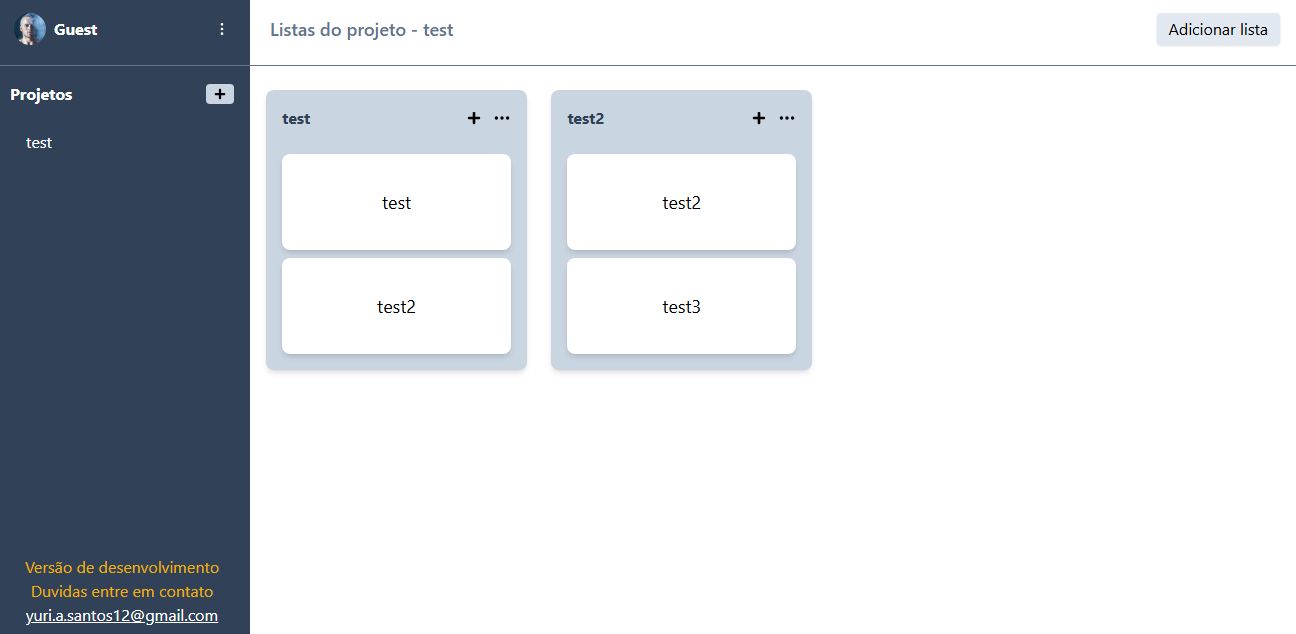 Guest
Projetos
test
Versão de desenvolvimento
Duvidas entre em contato
yuri.a.santos12@gmail.com
Listas do projeto - test
Adicionar lista
test
test
test2
test2
test2
test3